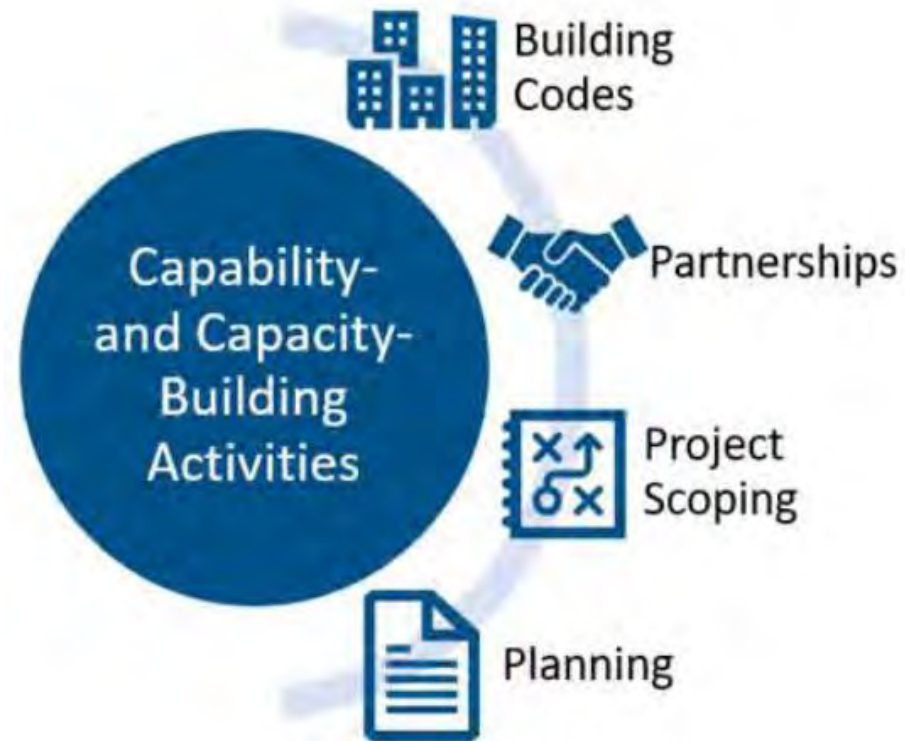 Building
Codes
Capability-
and Capacity-
Building
Activities
Partnerships
Project
Scoping
Planning